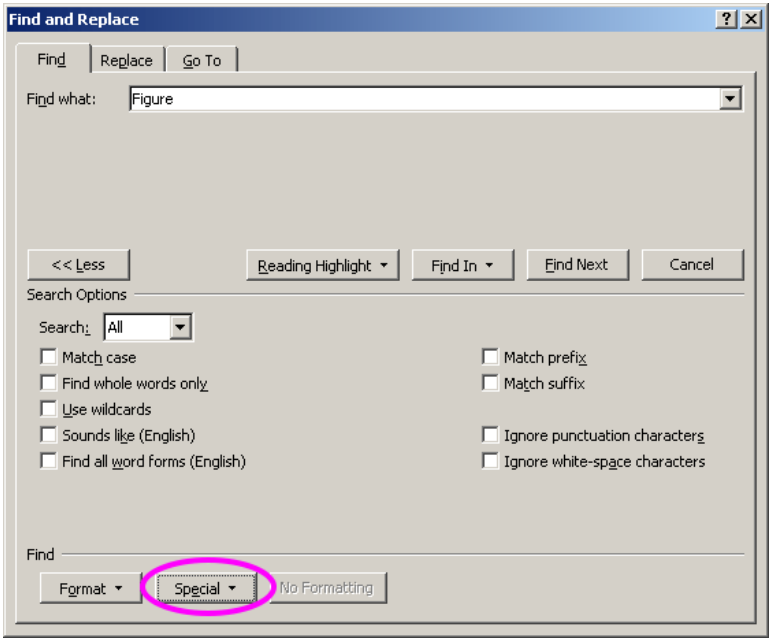 Find and Replace
Find Replace Go To
Find what: Figure
<< Less Reading Highlight Find In Find Next Cancel
Search Options
Search: All
Match case Match prefix
Find whole words only Match suffix
Use wildcards
Sounds like (English) Ignore punctuation characters
Find all word forms (English) Ignore white-space characters
Find
Format Special No Formatting